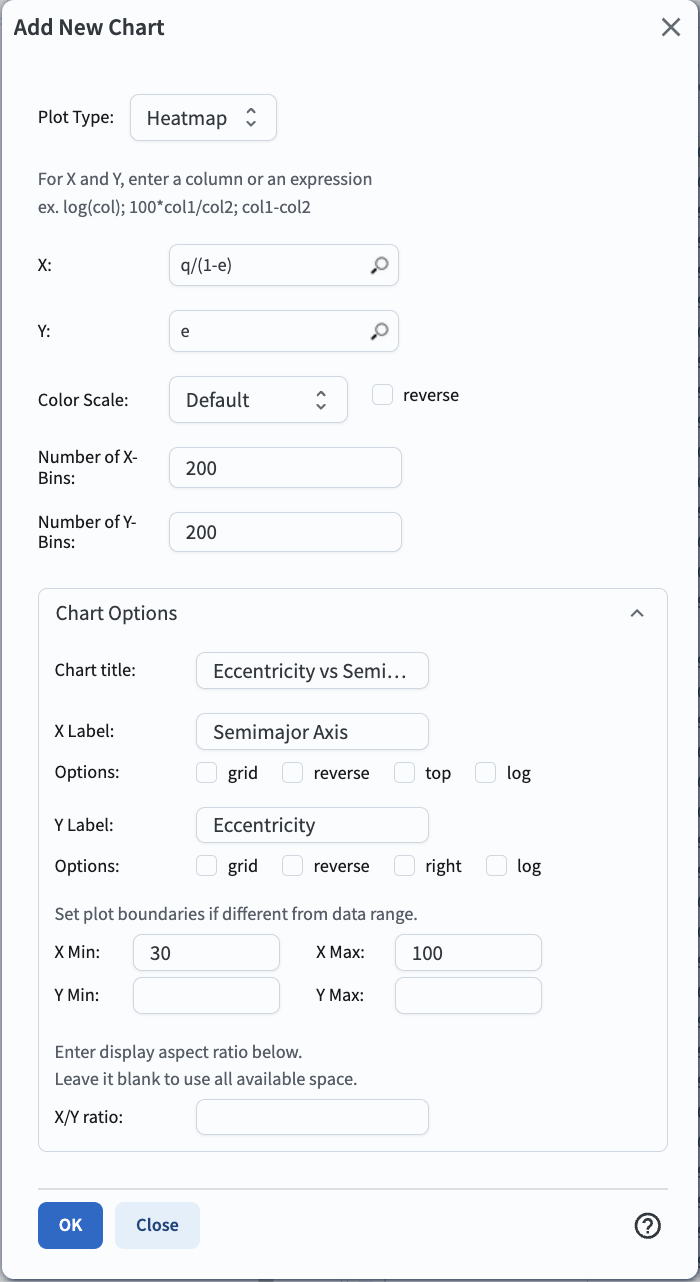 Add New Chart
Plot Type: Heatmap
For X and Y, enter a column or an expression
ex. log(col); 100*col1/col2; col1-col2
X: q/(1-e)
Y: e
Color Scale: Default reverse
Number of X-
Bins: 200
Number of Y-
Bins: 200
Chart Options
Chart title: Eccentricity vs Semi...
X Label: Semimajor Axis
Options: grid reverse top log
Y Label: Eccentricity
Options: grid reverse right log
Set plot boundaries if different from data range.
X Min: 30 X Max: 100
Y Min: Y Max:
Enter display aspect ratio below.
Leave it blank to use all available space.
X/Y ratio:
OK Close